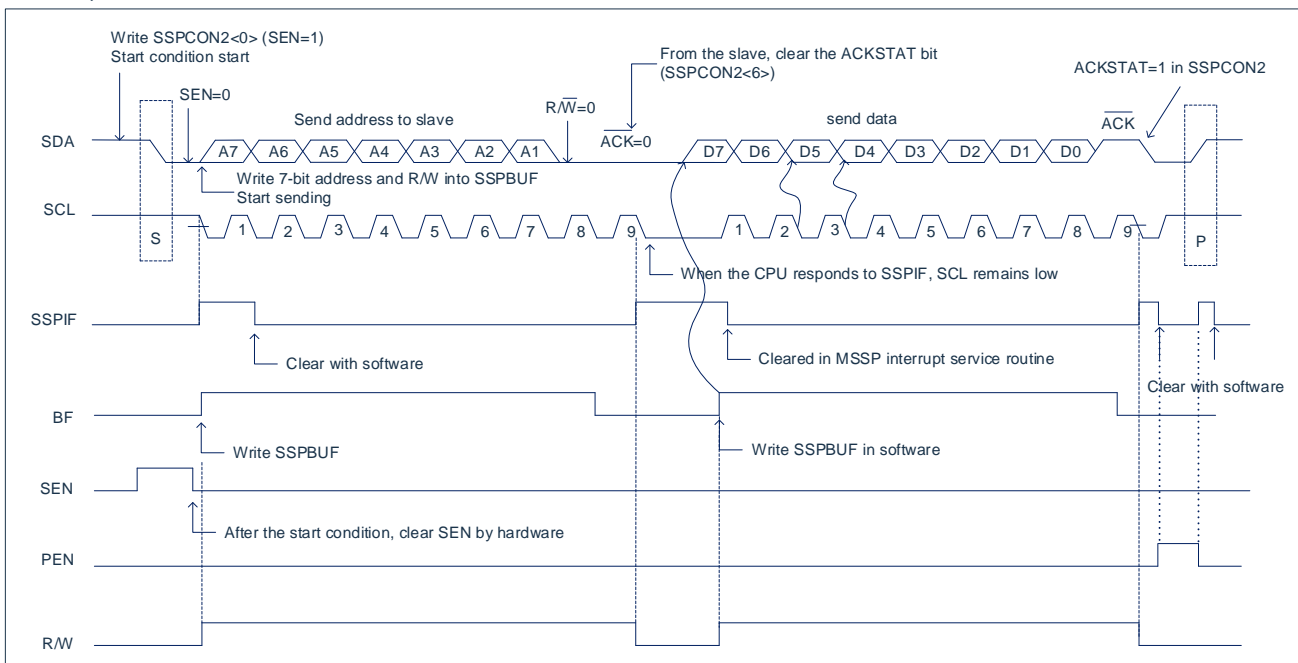 Write SSPCON2<0> (SEN=1)
Start condition start
From the slave, clear the ACKSTAT bit
(SSPCON2<6>)
ACKSTAT=1 in SSPCON2
SEN=0
R/W=0
Send address to slave
send data
ACK
SDA
A7 A6 A5 A4 A3 A2 A1
ACK=0
D7 D6 D5 D4 D3 D2 D1 D0
Write 7-bit address and R/W into SSPBUF
Start sending
SCL
S
1 2 3 4 5 6 7 8 9
1 2 3 4 5 6 7 8 9
P
When the CPU responds to SSPIF, SCL remains low
SSPIF
Clear with software
Cleared in MSSP interrupt service routine
Clear with software
BF
Write SSPBUF
Write SSPBUF in software
SEN
After the start condition, clear SEN by hardware
PEN
R/W